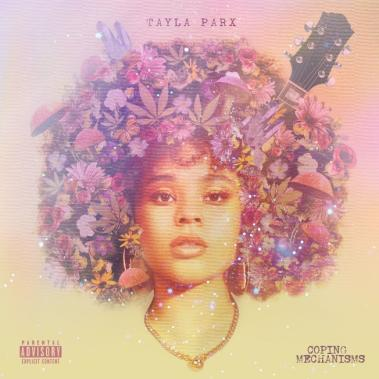 TAYLA PARX
PARENTAL
ADVISORY
EXPLICIT CONTENT
COPING
MECHANISMS